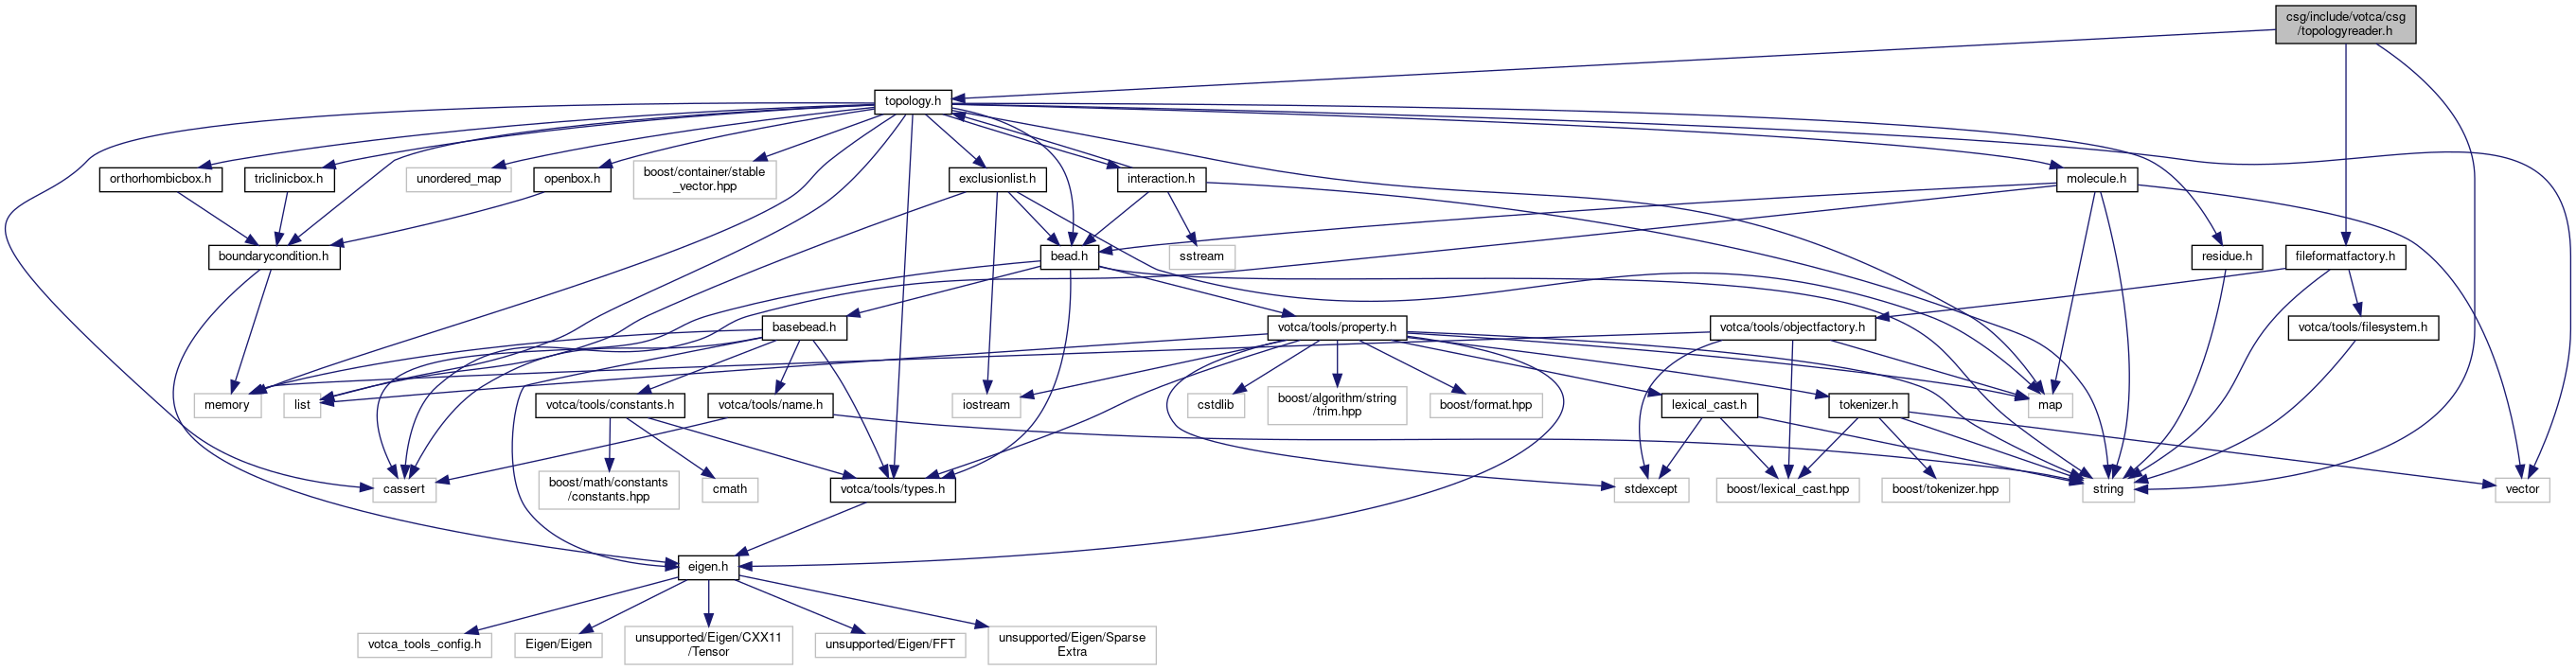 csg/include/votca/csg
/topologyreader.h
topology.h
orthorhombicbox.h
triclinicbox.h
unordered_map
openbox.h
boost/container/stable
_vector.hpp
exclusionlist.h
interaction.h
molecule.h
boundarycondition.h
bead.h
sstream
residue.h
fileformatfactory.h
basebead.h
votca/tools/property.h
votca/tools/objectfactory.h
votca/tools/filesystem.h
memory
list
votca/tools/constants.h
votca/tools/name.h
iostream
cstdlib
boost/algorithm/string
/trim.hpp
boost/format.hpp
lexical_cast.h
tokenizer.h
map
cassert
boost/math/constants
/constants.hpp
cmath
votca/tools/types.h
stdexcept
boost/lexical_cast.hpp
boost/tokenizer.hpp
string
vector
eigen.h
votca_tools_config.h
Eigen/Eigen
unsupported/Eigen/CXX11
/Tensor
unsupported/Eigen/FFT
unsupported/Eigen/Sparse
Extra